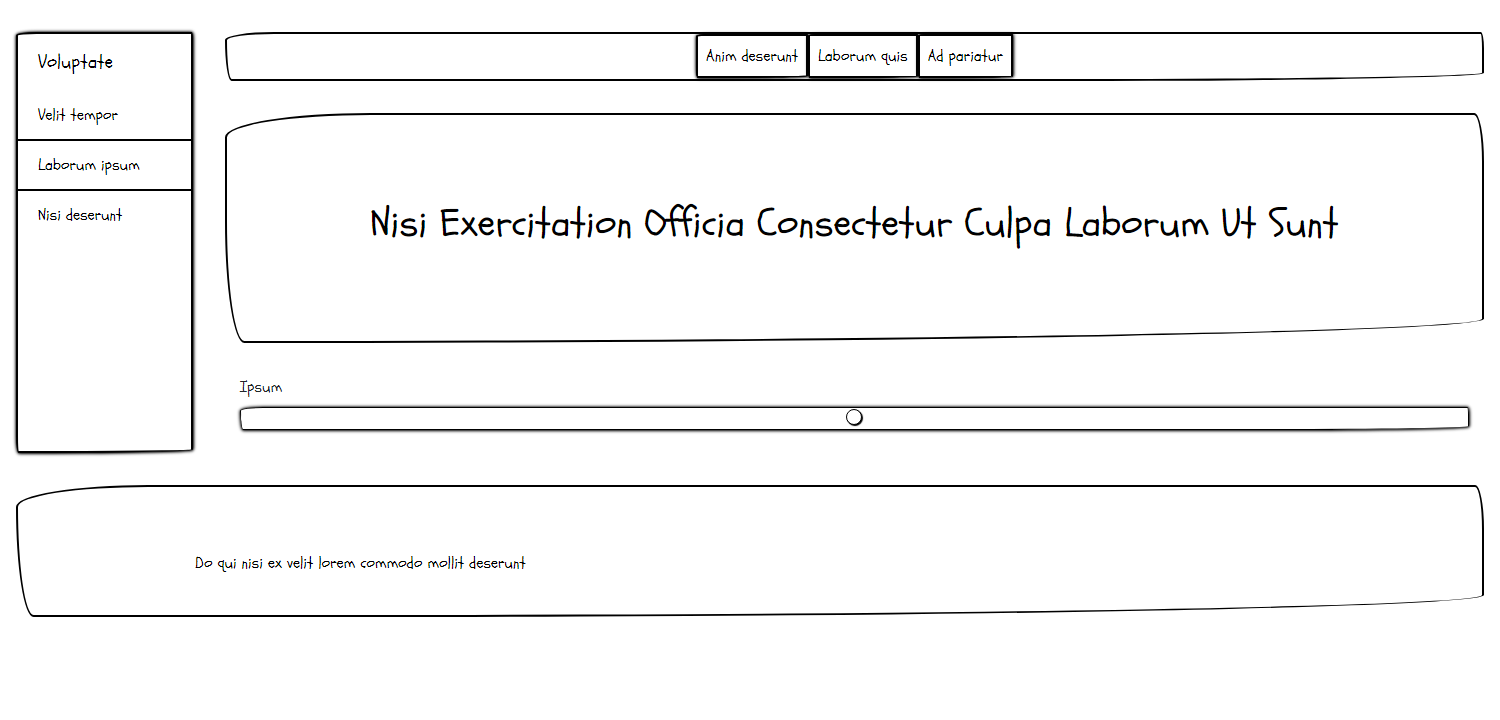 Voluptate
Velit tempor
Laborum ipsum
Nisi deserunt
Anim deserunt
Laborum quis
Ad pariatur
Nisi Exercitation Officia Consectetur Culpa Laborum Ut Sunt
Ipsum
Do qui nisi ex velit lorem commodo mollit deserunt